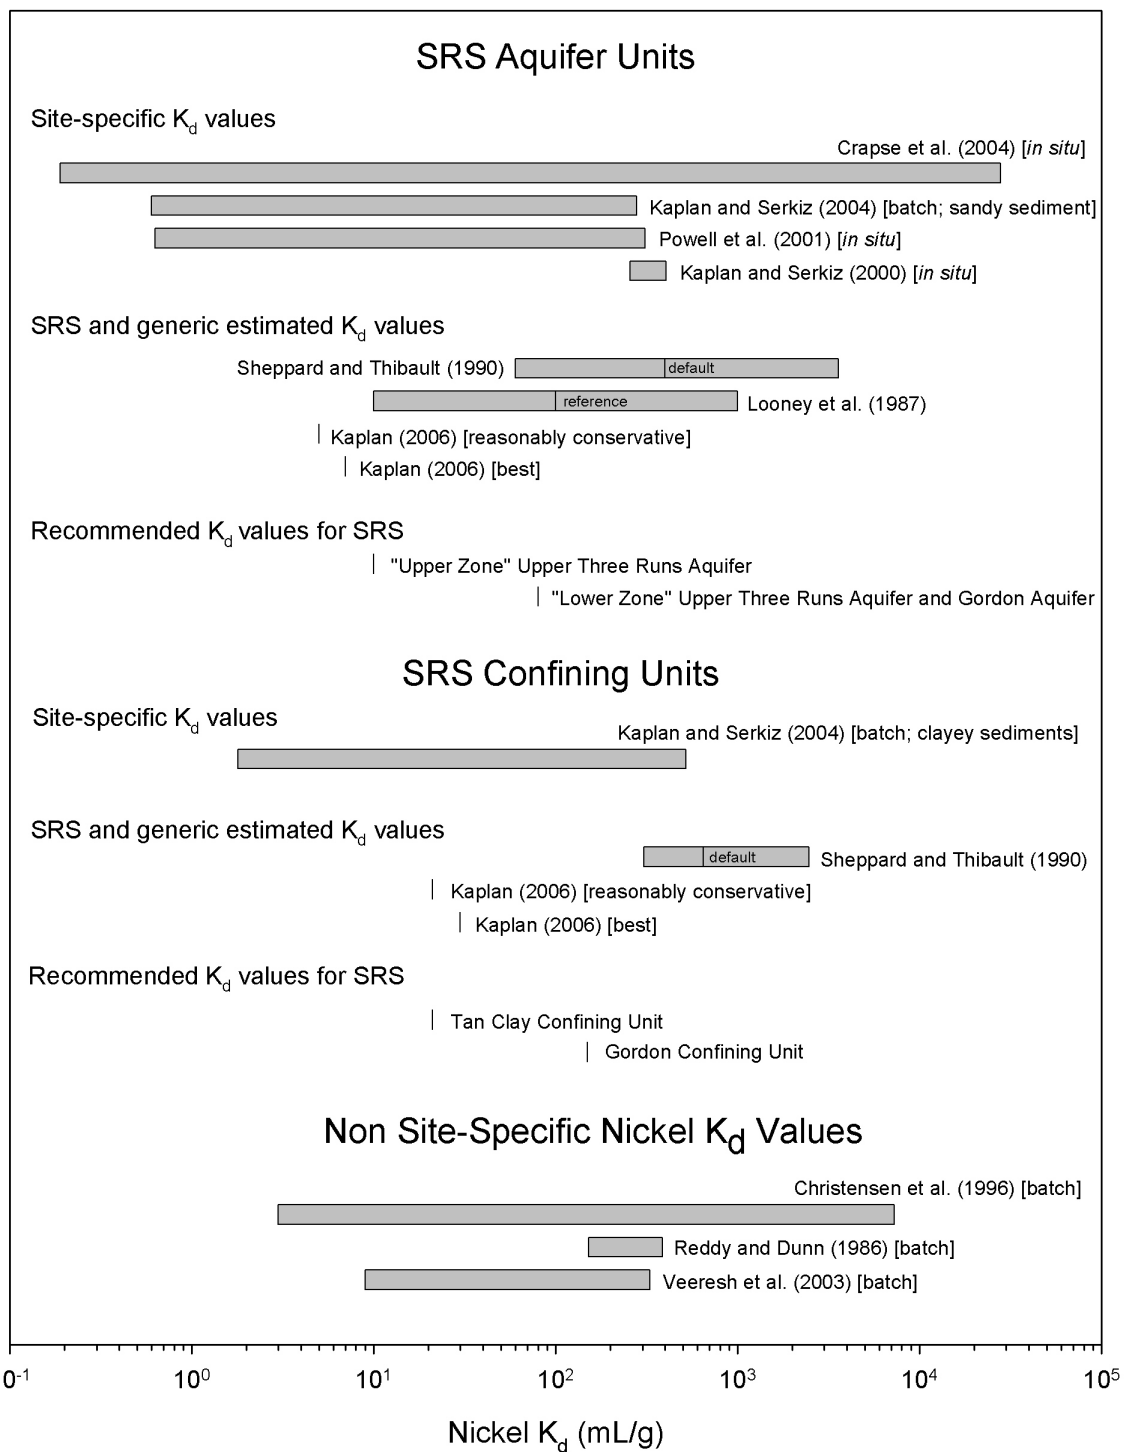 SRS Aquifer Units
Site-specific Kd values
Crapse et al. (2004) [in situ]
Kaplan and Serkiz (2004) [batch; sandy sediment]
Powell et al. (2001) [in situ]
Kaplan and Serkiz (2000) [in situ]
SRS and generic estimated Kd values
Sheppard and Thibault (1990) default
reference Looney et al. (1987)
Kaplan (2006) [reasonably conservative]
Kaplan (2006) [best]
Recommended Kd values for SRS
"Upper Zone" Upper Three Runs Aquifer
"Lower Zone" Upper Three Runs Aquifer and Gordon Aquifer
SRS Confining Units
Site-specific Kd values
Kaplan and Serkiz (2004) [batch; clayey sediments]
SRS and generic estimated Kd values
default Sheppard and Thibault (1990)
Kaplan (2006) [reasonably conservative]
Kaplan (2006) [best]
Recommended Kd values for SRS
Tan Clay Confining Unit
Gordon Confining Unit
Non Site-Specific Nickel Kd Values
Christensen et al. (1996) [batch]
Reddy and Dunn (1986) [batch]
Veeresh et al. (2003) [batch]
0-1 100 101 102 103 104 105
Nickel Kd (mL/g)